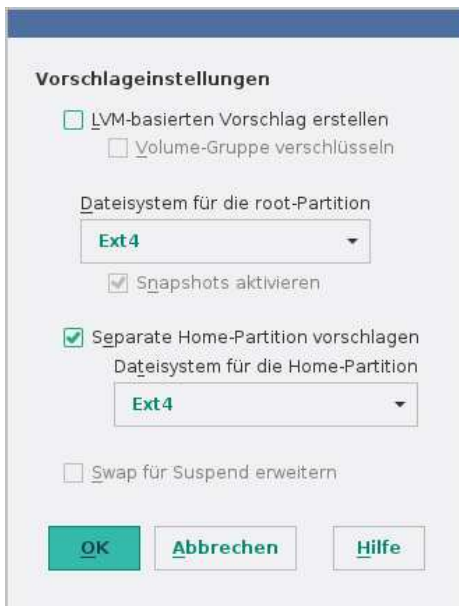 Vorschlageinstellungen
LVM-basierten Vorschlag erstellen
Volume-Gruppe verschlüsseln
Dateisystem für die root-Partition
Ext4
Snapshots aktivieren
Separate Home-Partition vorschlagen
Dateisystem für die Home-Partition
Ext4
Swap für Suspend erweitern
OK Abbrechen Hilfe